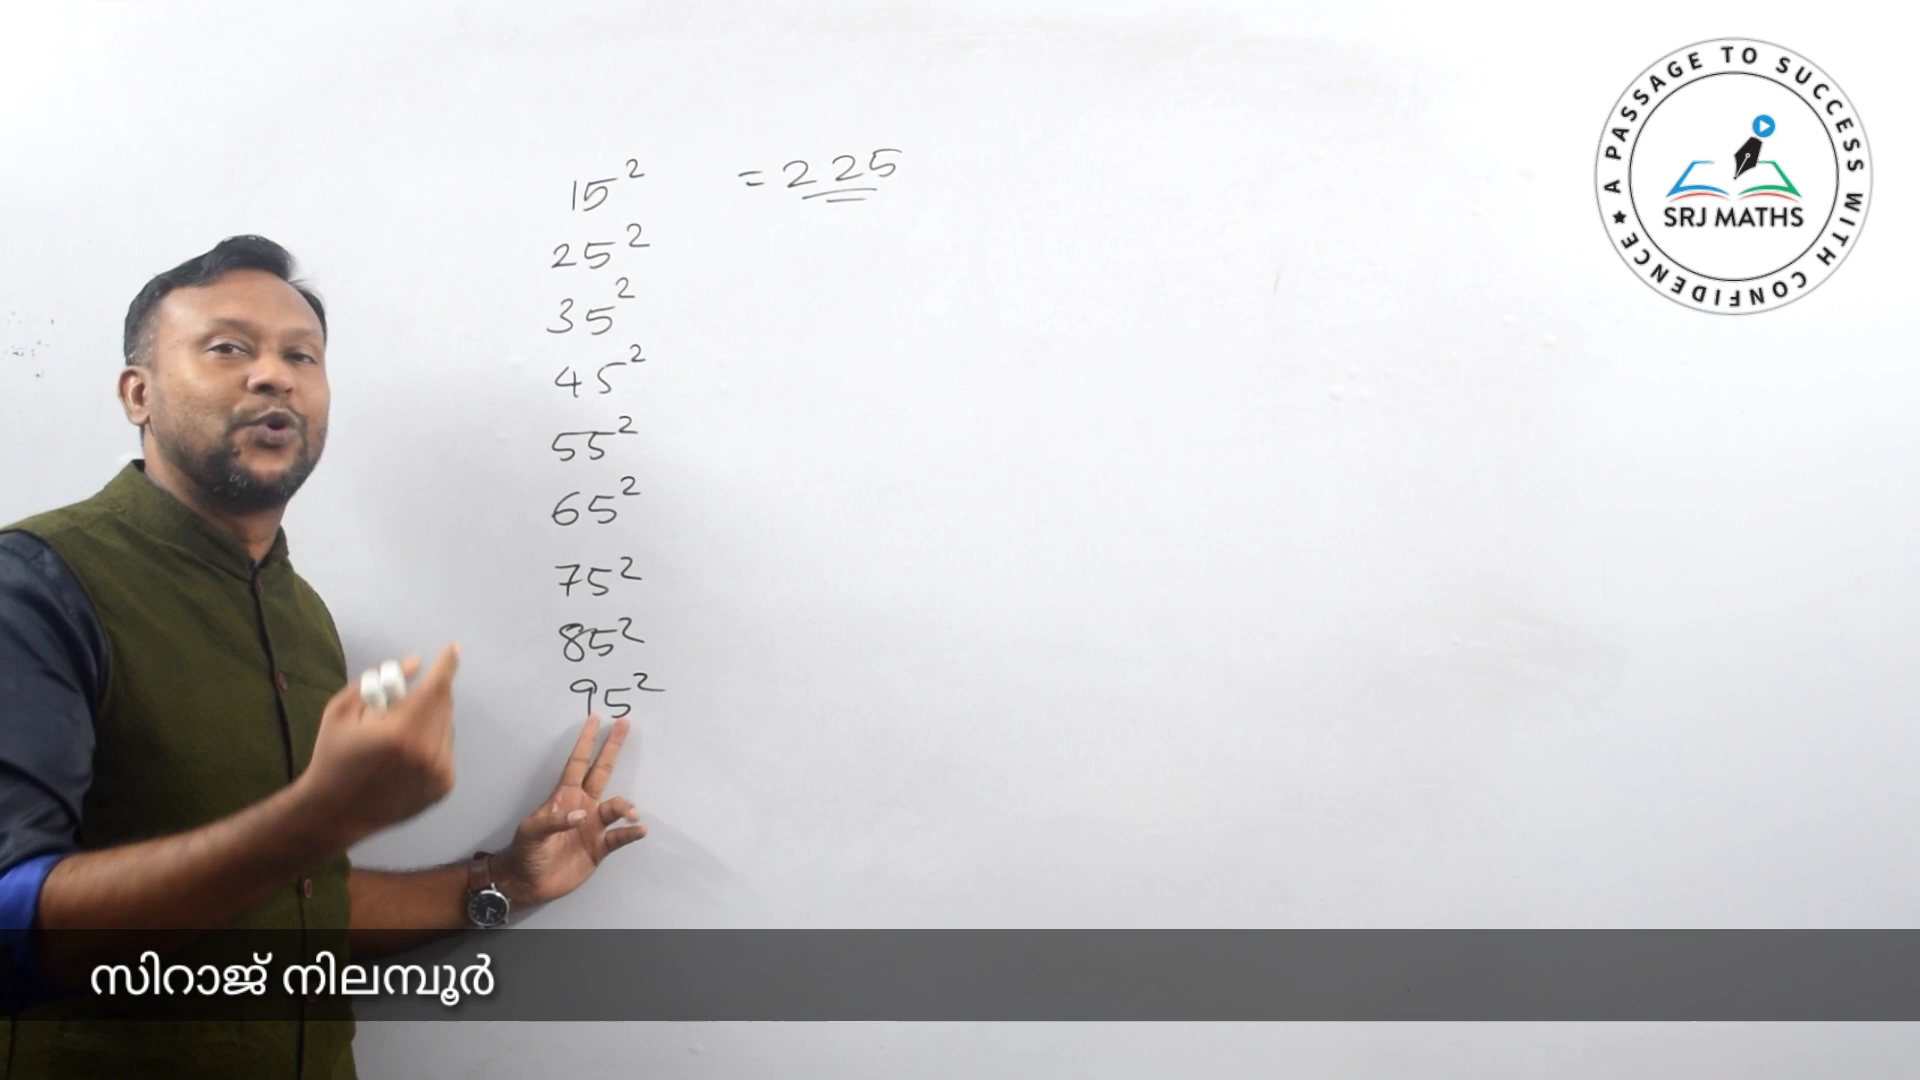 15² = 225
25²
35²
45²
55²
65²
75²
85²
95²
A PASSAGE TO SUCCESS WITH CONFIDENCE ★
SRJ MATHS
സിറാജ് നിലമ്പൂർ